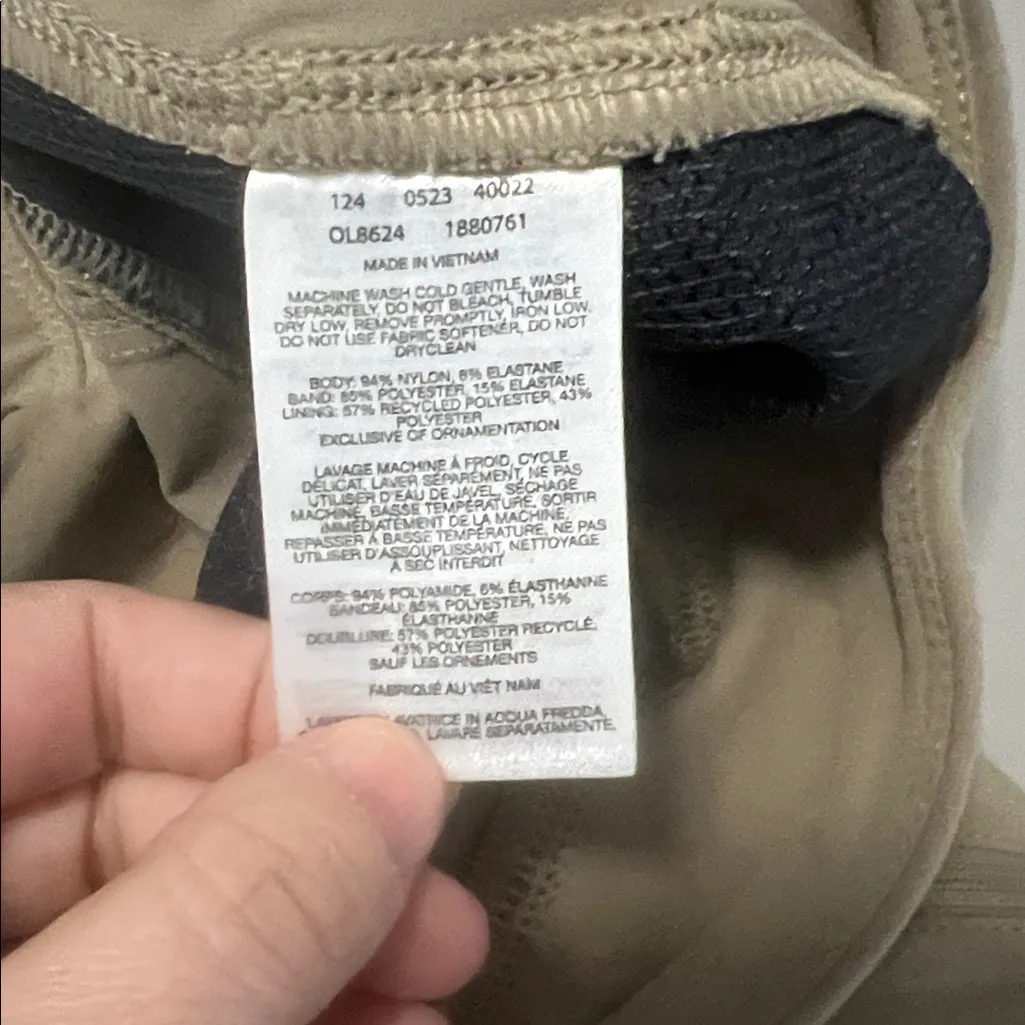 124 0523 40022
OL8624 1880761
MADE IN VIETNAM
MACHINE WASH COLD GENTLE, WASH
SEPARATELY, DO NOT BLEACH, TUMBLE
DRY LOW, REMOVE PROMPTLY, IRON LOW.
DO NOT USE FABRIC SOFTENER, DO NOT
DRYCLEAN
BODY: 94% NYLON, 6% ELASTANE
BAND: 85% POLYESTER, 15% ELASTANE
LINING: 57% RECYCLED POLYESTER, 43%
POLYESTER
EXCLUSIVE OF ORNAMENTATION
LAVAGE MACHINE À FROID, CYCLE
DÉLICAT, LAVER SÉPARÉMENT, NE PAS
UTILISER D'EAU DE JAVEL, SÉCHAGE
MACHINE, BASSE TEMPÉRATURE, SORTIR
IMMÉDIATEMENT DE LA MACHINE,
REPASSER À BASSE TEMPÉRATURE, NE PAS
UTILISER D'ASSOUPLISSANT, NETTOYAGE
À SEC INTERDIT
CORPS: 94% POLYAMIDE, 6% ÉLASTHANNE
BANDEAU: 85% POLYESTER, 15%
ÉLASTHANNE
DOUBLURE: 57% POLYESTER RECYCLÉ,
43% POLYESTER
SAUF LES ORNEMENTS
FABRIQUÉ AU VIÊT NAM
IN ACQUA FREDDA,
LAVARE SEPARATAMENTE,